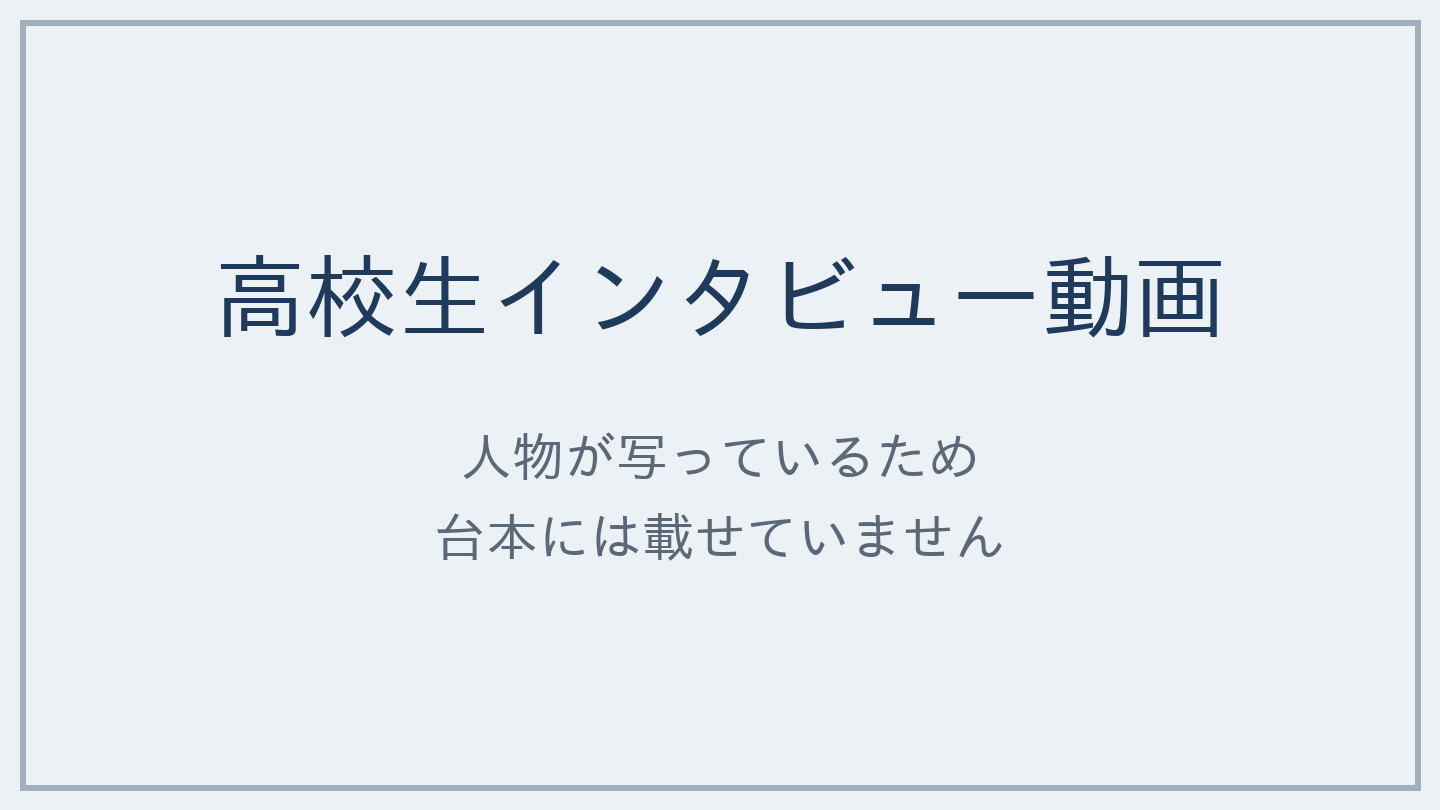 高校生インタビュー動画
人物が写っているため
台本には載せていません